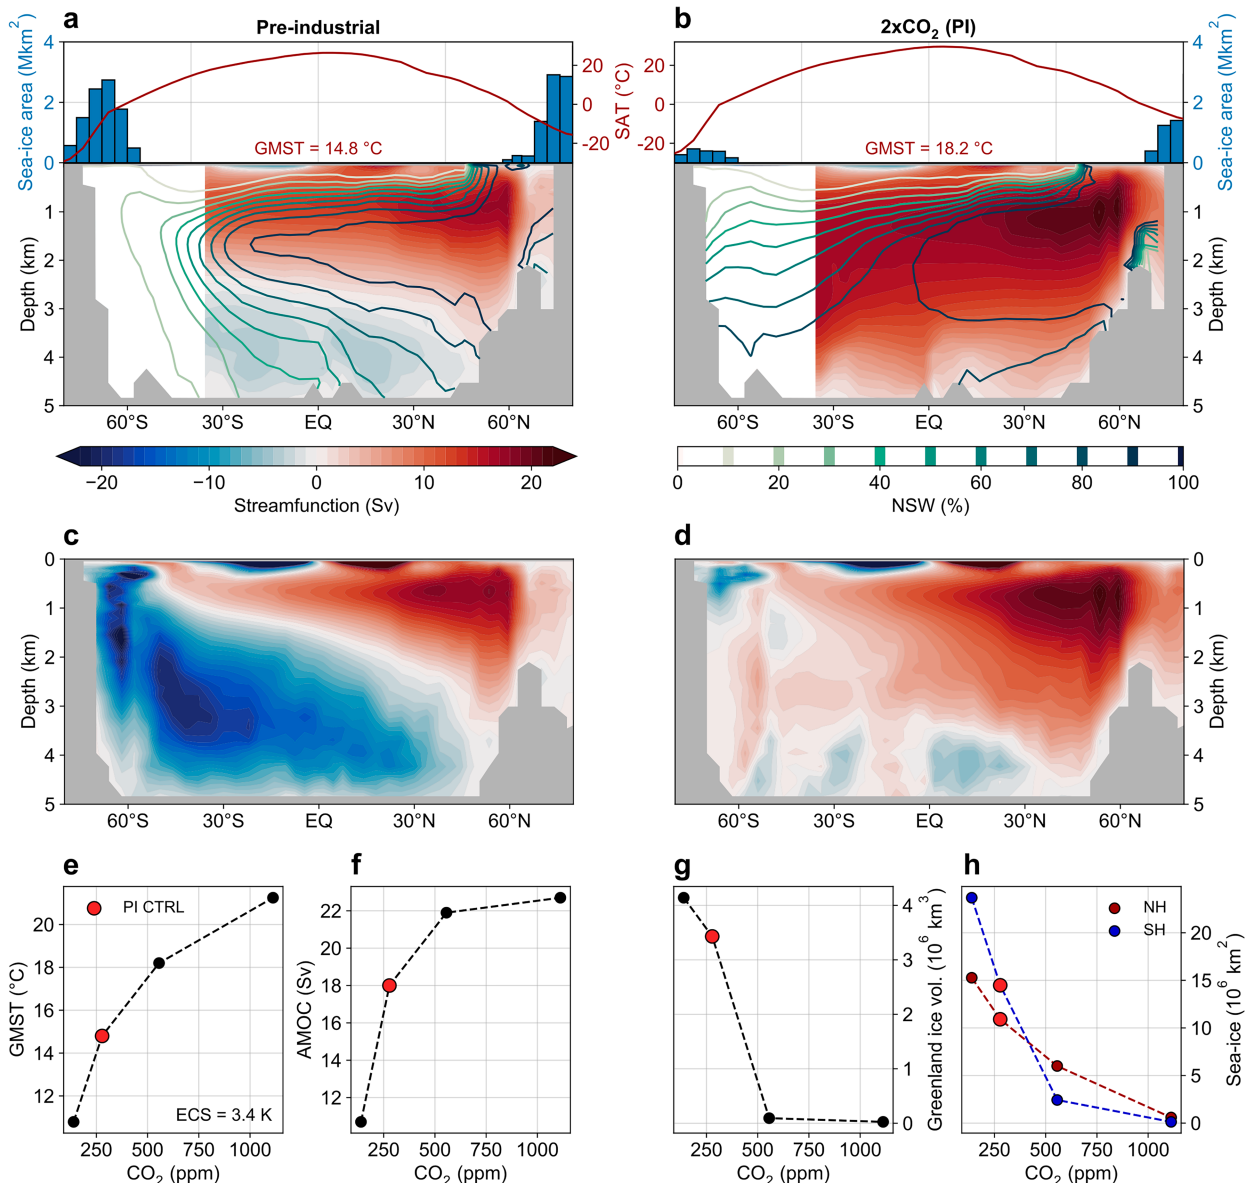 a
Pre-industrial
b
2xCO2 (PI)
Sea-ice area (Mkm2)
4
2
0
GMST = 14.8 °C
20
0
-20
SAT (°C)
20
0
-20
GMST = 18.2 °C
4
2
0
Sea-ice area (Mkm2)
Depth (km)
1
2
3
4
5
60°S
30°S
EQ
30°N
60°N
60°S
30°S
EQ
30°N
60°N
1
2
3
4
5
Depth (km)
−20
−10
0
10
20
Streamfunction (Sv)
0
20
40
60
80
100
NSW (%)
c
d
Depth (km)
0
1
2
3
4
5
60°S
30°S
EQ
30°N
60°N
60°S
30°S
EQ
30°N
60°N
0
1
2
3
4
5
Depth (km)
e
GMST (°C)
20
18
16
14
12
PI CTRL
ECS = 3.4 K
250
500
750
1000
CO2 (ppm)
f
AMOC (Sv)
22
20
18
16
14
12
250
500
750
1000
CO2 (ppm)
g
4
3
2
1
0
Greenland ice vol. (10^6 km^3)
250
500
750
1000
CO2 (ppm)
h
NH
SH
20
15
10
5
0
Sea-ice (10^6 km^2)
250
500
750
1000
CO2 (ppm)